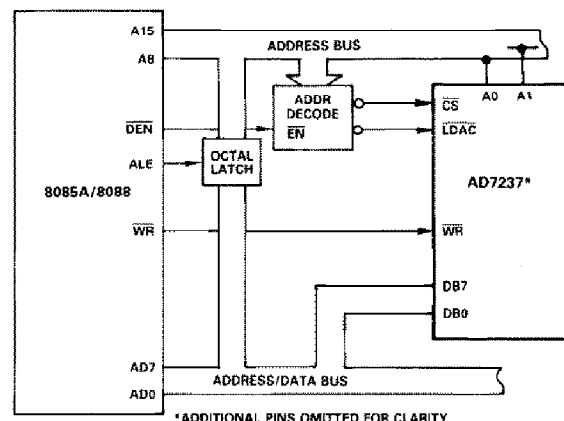 A15
A8
DEN
ALE
8085A/8088
WR
AD7
AD0
ADDRESS BUS
ADDR
DECODE
EN
OCTAL
LATCH
A0
A1
CS
LDAC
AD7237*
WR
DB7
DB0
ADDRESS/DATA BUS
*ADDITIONAL PINS OMITTED FOR CLARITY